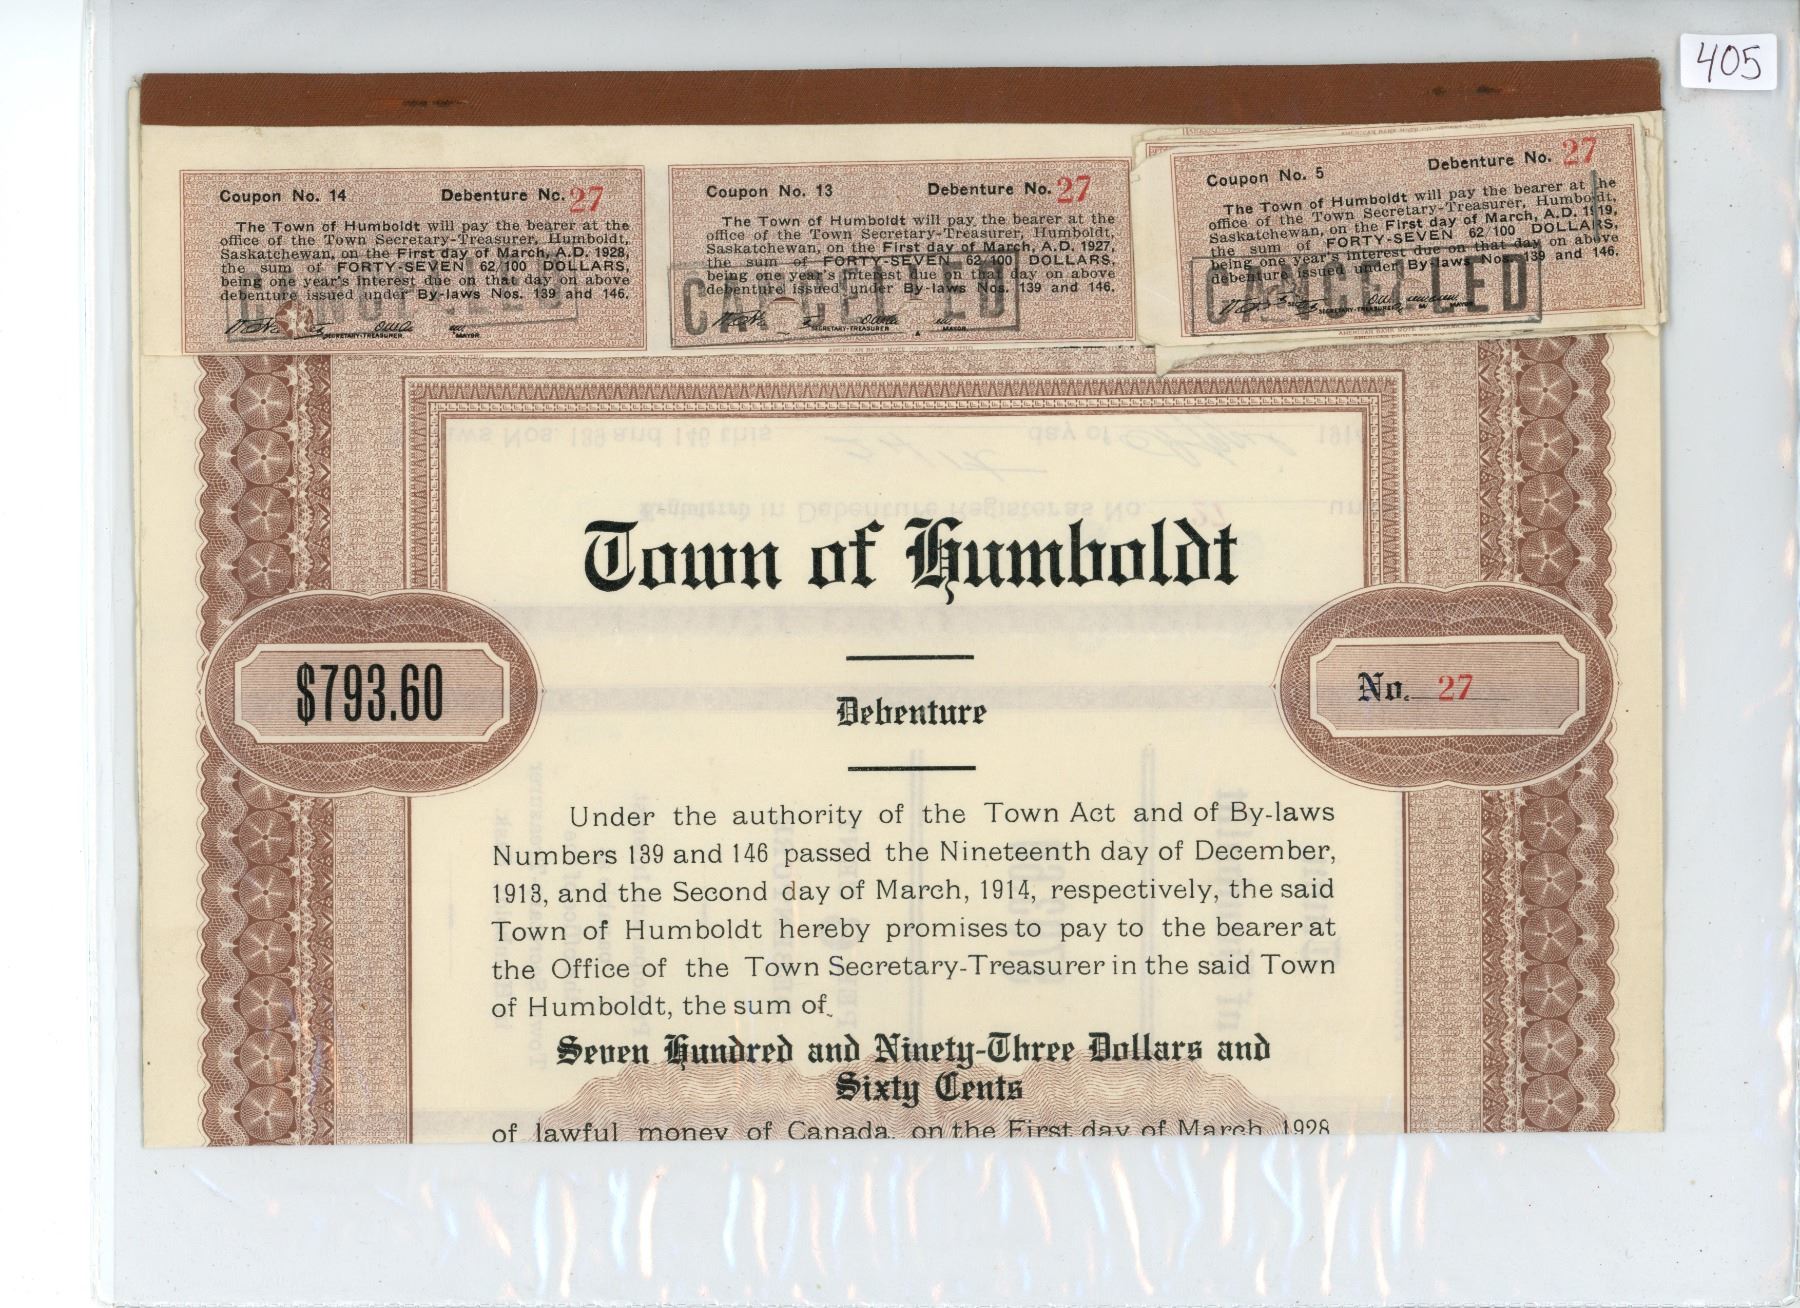 405
Coupon No. 14 Debenture No. 27
The Town of Humboldt will pay the bearer at the
office of the Town Secretary-Treasurer, Humboldt,
Saskatchewan, on the First day of March, A.D. 1928,
the sum of FORTY-SEVEN 62/100 DOLLARS,
being one year's interest due on that day on above
debenture issued under By-laws Nos. 139 and 146.
CANCELLED
SECRETARY-TREASURER MAYOR
Coupon No. 13 Debenture No. 27
The Town of Humboldt will pay the bearer at the
office of the Town Secretary-Treasurer, Humboldt,
Saskatchewan, on the First day of March, A.D. 1927,
the sum of FORTY-SEVEN 62/100 DOLLARS,
being one year's interest due on that day on above
debenture issued under By-laws Nos. 139 and 146.
CANCELLED
SECRETARY-TREASURER MAYOR
Coupon No. 5 Debenture No. 27
The Town of Humboldt will pay the bearer at the
office of the Town Secretary-Treasurer, Humboldt,
Saskatchewan, on the First day of March, A.D. 1919,
the sum of FORTY-SEVEN 62/100 DOLLARS,
being one year's interest due on that day on above
debenture issued under By-laws Nos. 139 and 146.
CANCELLED
SECRETARY-TREASURER MAYOR
Town of Humboldt
$793.60
No. 27
Debenture
Under the authority of the Town Act and of By-laws
Numbers 139 and 146 passed the Nineteenth day of December,
1913, and the Second day of March, 1914, respectively, the said
Town of Humboldt hereby promises to pay to the bearer at
the Office of the Town Secretary-Treasurer in the said Town
of Humboldt, the sum of
Seven Hundred and Ninety-Three Dollars and
Sixty Cents
of lawful money of Canada, on the First day of March 1928